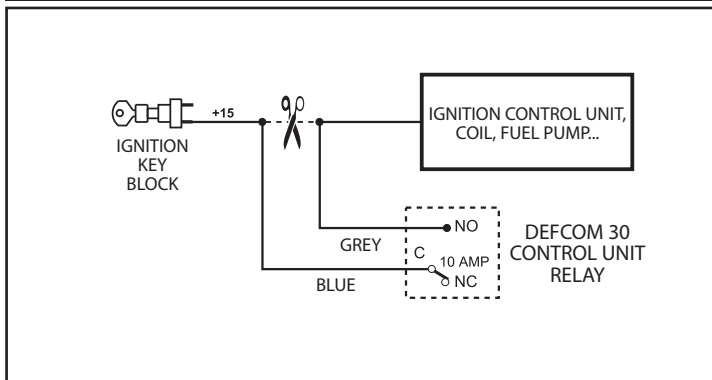 +15
IGNITION
KEY
BLOCK
IGNITION CONTROL UNIT,
COIL, FUEL PUMP...
GREY
BLUE
NO
C
10 AMP
NC
DEFCOM 30
CONTROL UNIT
RELAY